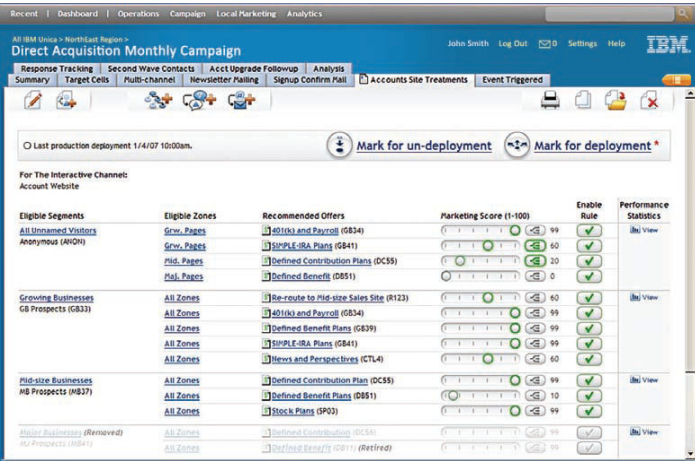 Recent | Dashboard | Operations Campaign Local Marketing Analytics
All IBM Unica > NorthEast Region >
Direct Acquisition Monthly Campaign
John Smith Log Out 0 Settings Help IBM
Response Tracking Second Wave Contacts Acct Upgrade Followup Analysis
Summary Target Cells Multi-channel Newsletter Mailing Signup Confirm Mail Accounts Site Treatments Event Triggered
Last production deployment 1/4/07 10:00am. Mark for un-deployment Mark for deployment *
For The Interactive Channel:
Account Website
Enable Performance
Eligible Segments Eligible Zones Recommended Offers Marketing Score (1-100) Rule Statistics
All Unnamed Visitors Grw. Pages 401(k) and Payroll (GB34) 99 View
Anonymous (ANON) Grw. Pages SIMPLE-IRA Plans (GB41) 60
Mid. Pages Defined Contribution Plans (DC55) 20
Maj. Pages Defined Benefit (DB51) 0
Growing Businesses All Zones Re-route to Mid-size Sales Site (R123) 60 View
GB Prospects (GB33) All Zones 401(k) and Payroll (GB34) 99
All Zones Defined Benefit Plans (GB39) 99
All Zones SIMPLE-IRA Plans (GB41) 99
All Zones News and Perspectives (CTL4) 60
Mid-size Businesses All Zones Defined Contribution Plan (DC55) 99 View
MB Prospects (MB37) All Zones Defined Benefit Plans (DB51) 10
All Zones Stock Plans (SP03) 99
Major Businesses (Removed) All Zones Defined Contribution (DC55) 99 View
MJ Prospects (MB41) All Zones Defined Benefit (DB11) (Retired) 99